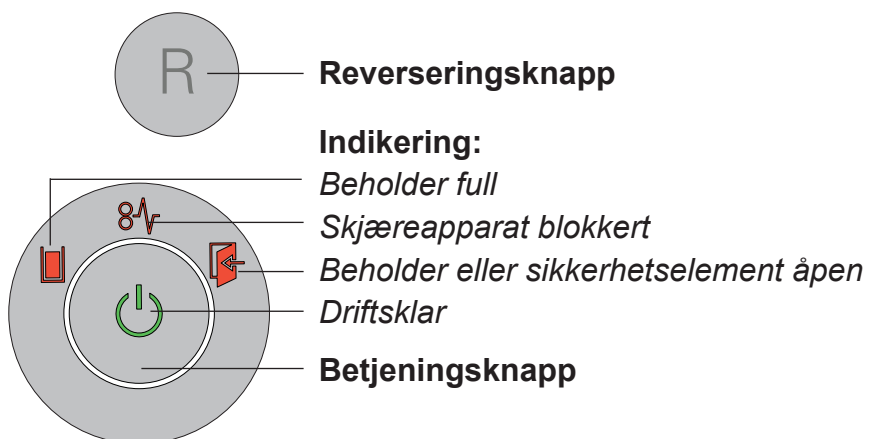 R
Reverseringsknapp
Indikering:
Beholder full
Skjæreapparat blokkert
Beholder eller sikkerhetselement åpen
Driftsklar
Betjeningsknapp